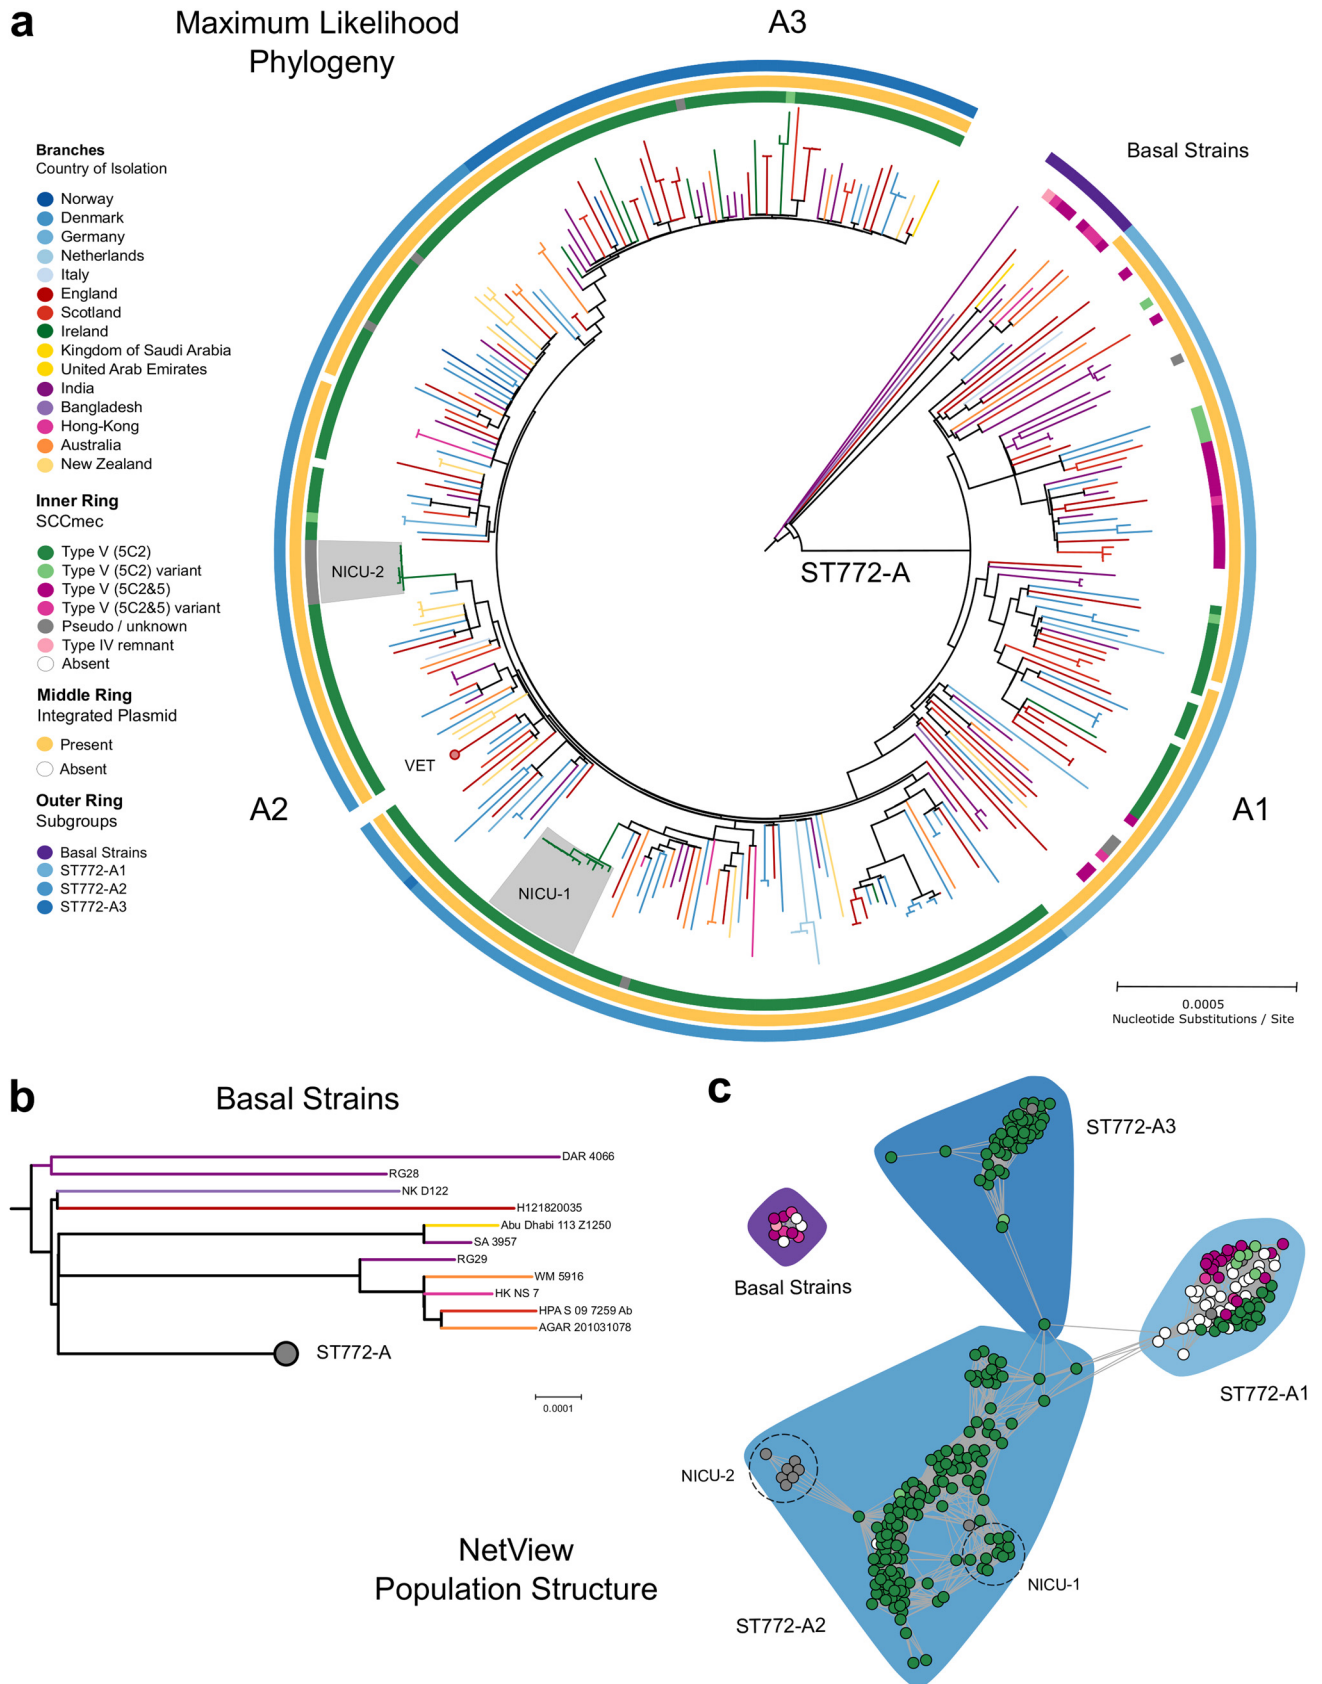 a
Maximum Likelihood
Phylogeny
A3
Basal Strains
Branches
Country of Isolation
Norway
Denmark
Germany
Netherlands
Italy
England
Scotland
Ireland
Kingdom of Saudi Arabia
United Arab Emirates
India
Bangladesh
Hong-Kong
Australia
New Zealand
Inner Ring
SCCmec
Type V (5C2)
Type V (5C2) variant
Type V (5C2&5)
Type V (5C2&5) variant
Pseudo / unknown
Type IV remnant
Absent
Middle Ring
Integrated Plasmid
Present
Absent
Outer Ring
Subgroups
Basal Strains
ST772-A1
ST772-A2
ST772-A3
ST772-A
NICU-2
VET
A2
A1
NICU-1
0.0005
Nucleotide Substitutions / Site
b
Basal Strains
DAR 4066
RG28
NK D122
H121820035
Abu Dhabi 113 Z1250
SA 3957
RG29
WM 5916
HK NS 7
HPA S 09 7259 Ab
AGAR 201031078
ST772-A
0.0001
c
ST772-A3
Basal Strains
ST772-A1
NICU-2
NICU-1
ST772-A2
NetView
Population Structure